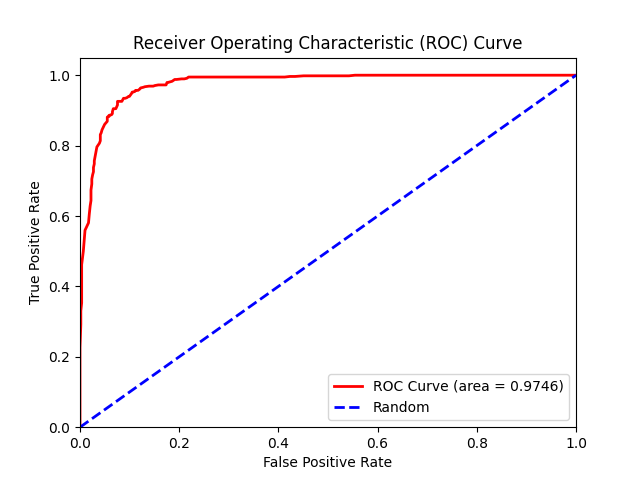 Receiver Operating Characteristic (ROC) Curve
1.0
0.8
0.6
0.4
0.2
0.0
True Positive Rate
ROC Curve (area = 0.9746)
Random
0.0 0.2 0.4 0.6 0.8 1.0
False Positive Rate